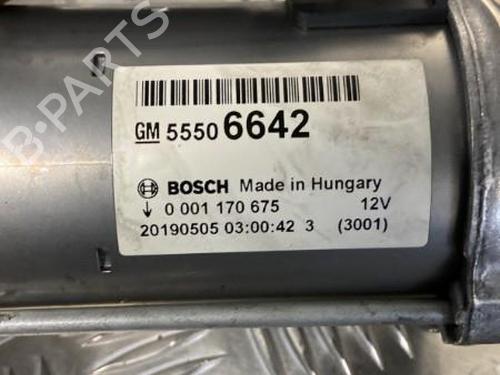 B-PARTS
GM 5550 6642
BOSCH Made in Hungary
0 001 170 675 12V
20190505 03:00:42 3 (3001)